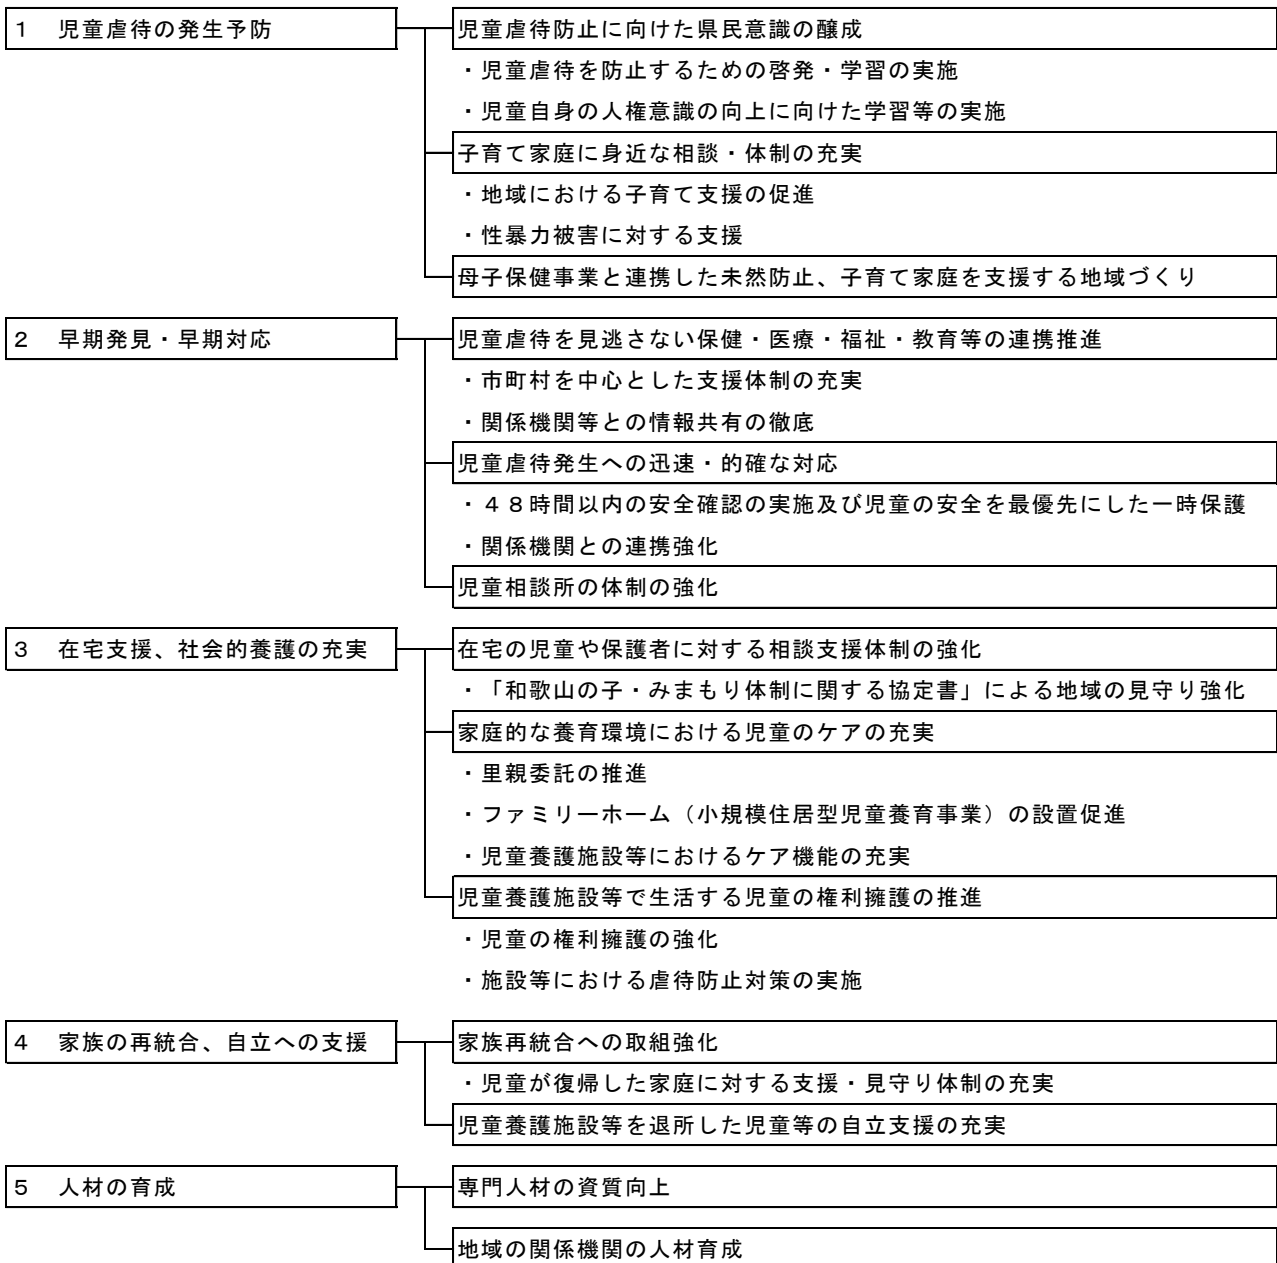 １　児童虐待の発生予防
児童虐待防止に向けた県民意識の醸成
・児童虐待を防止するための啓発・学習の実施
・児童自身の人権意識の向上に向けた学習等の実施
子育て家庭に身近な相談・体制の充実
・地域における子育て支援の促進
・性暴力被害に対する支援
母子保健事業と連携した未然防止、子育て家庭を支援する地域づくり
２　早期発見・早期対応
児童虐待を見逃さない保健・医療・福祉・教育等の連携推進
・市町村を中心とした支援体制の充実
・関係機関等との情報共有の徹底
児童虐待発生への迅速・的確な対応
・４８時間以内の安全確認の実施及び児童の安全を最優先にした一時保護
・関係機関との連携強化
児童相談所の体制の強化
３　在宅支援、社会的養護の充実
在宅の児童や保護者に対する相談支援体制の強化
・「和歌山の子・みまもり体制に関する協定書」による地域の見守り強化
家庭的な養育環境における児童のケアの充実
・里親委託の推進
・ファミリーホーム（小規模住居型児童養育事業）の設置促進
・児童養護施設等におけるケア機能の充実
児童養護施設等で生活する児童の権利擁護の推進
・児童の権利擁護の強化
・施設等における虐待防止対策の実施
４　家族の再統合、自立への支援
家族再統合への取組強化
・児童が復帰した家庭に対する支援・見守り体制の充実
児童養護施設等を退所した児童等の自立支援の充実
５　人材の育成
専門人材の資質向上
地域の関係機関の人材育成